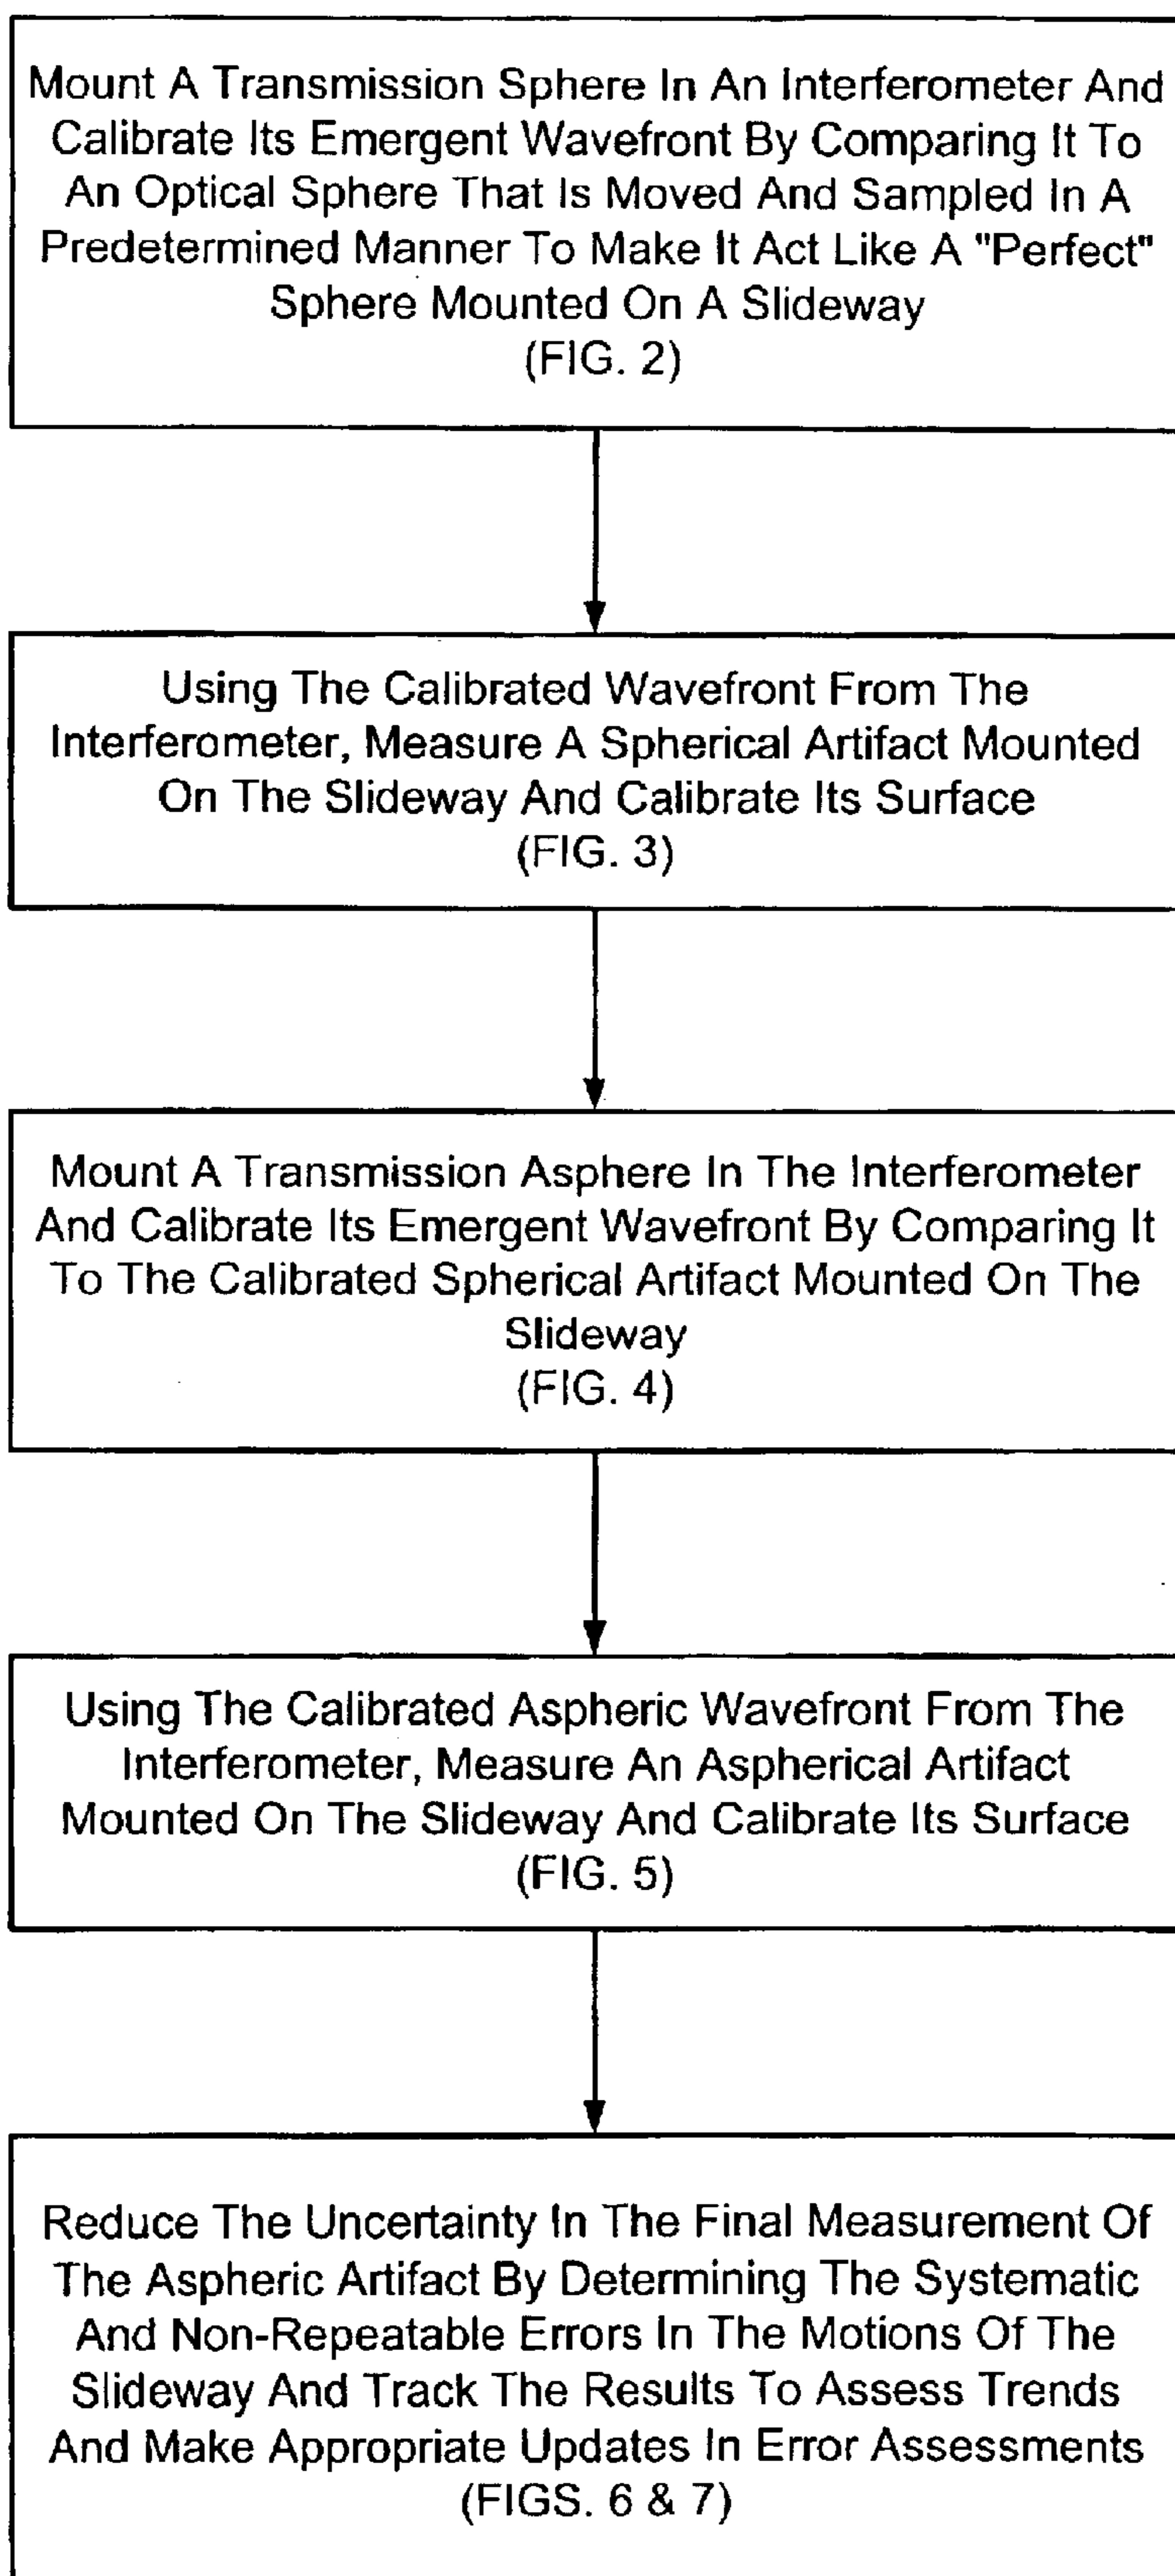 Mount A Transmission Sphere In An Interferometer And
Calibrate Its Emergent Wavefront By Comparing It To
An Optical Sphere That Is Moved And Sampled In A
Predetermined Manner To Make It Act Like A "Perfect"
Sphere Mounted On A Slideway
(FIG. 2)
Using The Calibrated Wavefront From The
Interferometer, Measure A Spherical Artifact Mounted
On The Slideway And Calibrate Its Surface
(FIG. 3)
Mount A Transmission Asphere In The Interferometer
And Calibrate Its Emergent Wavefront By Comparing It
To The Calibrated Spherical Artifact Mounted On The
Slideway
(FIG. 4)
Using The Calibrated Aspheric Wavefront From The
Interferometer, Measure An Aspherical Artifact
Mounted On The Slideway And Calibrate Its Surface
(FIG. 5)
Reduce The Uncertainty In The Final Measurement Of
The Aspheric Artifact By Determining The Systematic
And Non-Repeatable Errors In The Motions Of The
Slideway And Track The Results To Assess Trends
And Make Appropriate Updates In Error Assessments
(FIGS. 6 & 7)